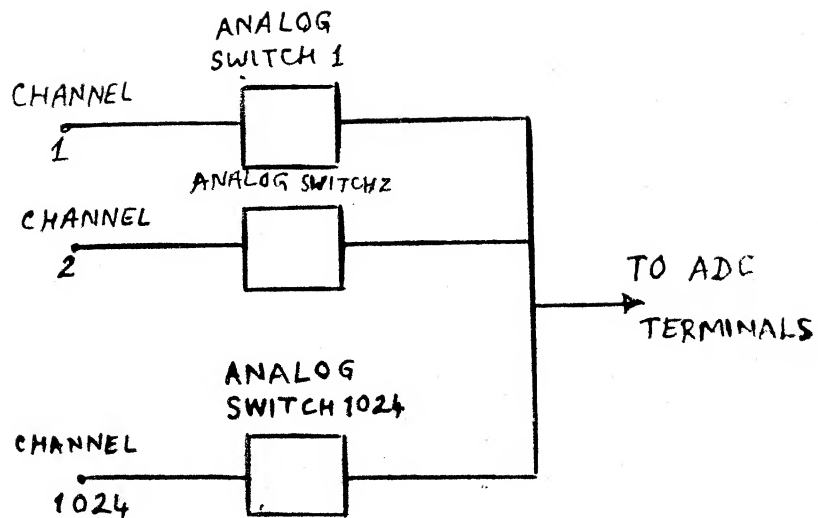 ANALOG
SWITCH 1
CHANNEL
1
ANALOG SWITCH2
CHANNEL
2
TO ADC
TERMINALS
ANALOG
SWITCH 1024
CHANNEL
1024